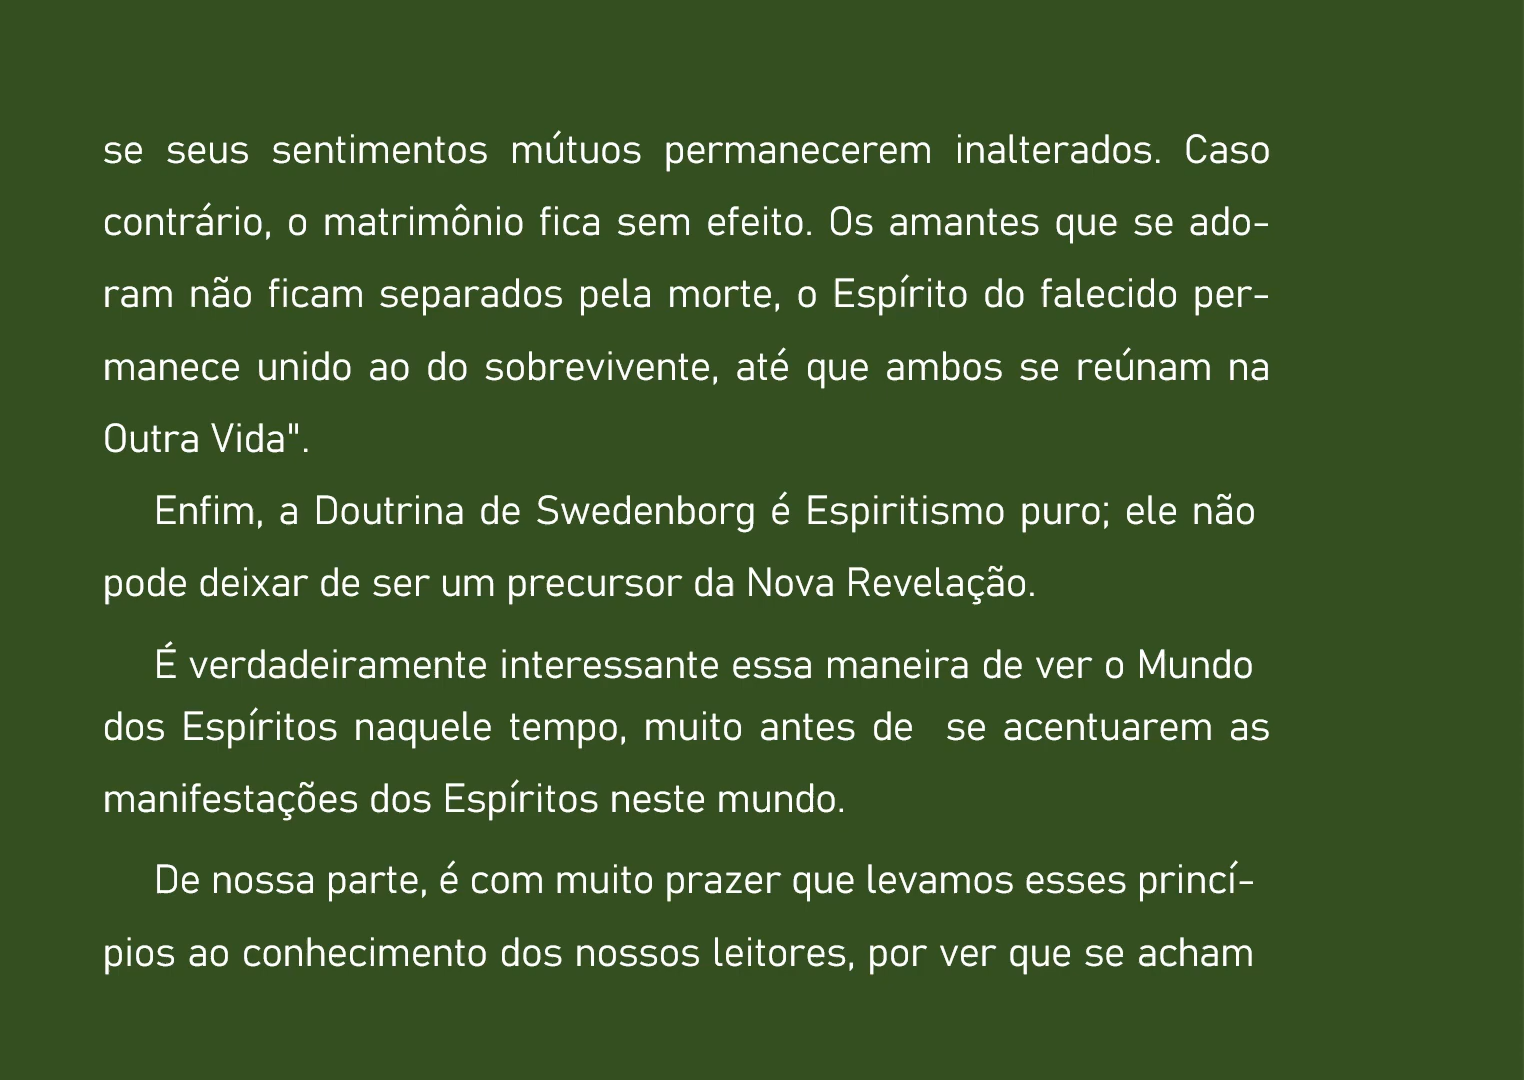 se seus sentimentos mútuos permanecerem inalterados. Caso
contrário, o matrimônio fica sem efeito. Os amantes que se ado-
ram não ficam separados pela morte, o Espírito do falecido per-
manece unido ao do sobrevivente, até que ambos se reúnam na
Outra Vida".
Enfim, a Doutrina de Swedenborg é Espiritismo puro; ele não
pode deixar de ser um precursor da Nova Revelação.
É verdadeiramente interessante essa maneira de ver o Mundo
dos Espíritos naquele tempo, muito antes de se acentuarem as
manifestações dos Espíritos neste mundo.
De nossa parte, é com muito prazer que levamos esses princí-
pios ao conhecimento dos nossos leitores, por ver que se acham